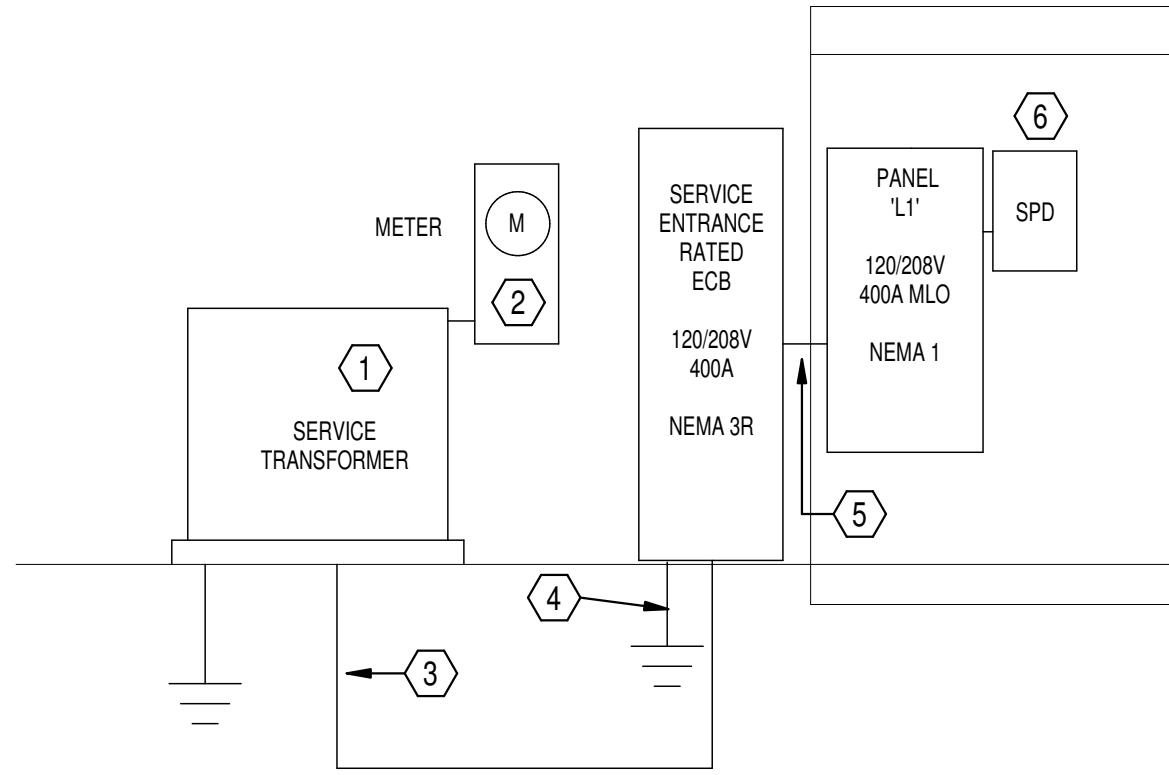 METER
M
2
1
SERVICE
TRANSFORMER
3
4
SERVICE
ENTRANCE
RATED
ECB
120/208V
400A
NEMA 3R
5
PANEL
'L1'
120/208V
400A MLO
NEMA 1
6
SPD